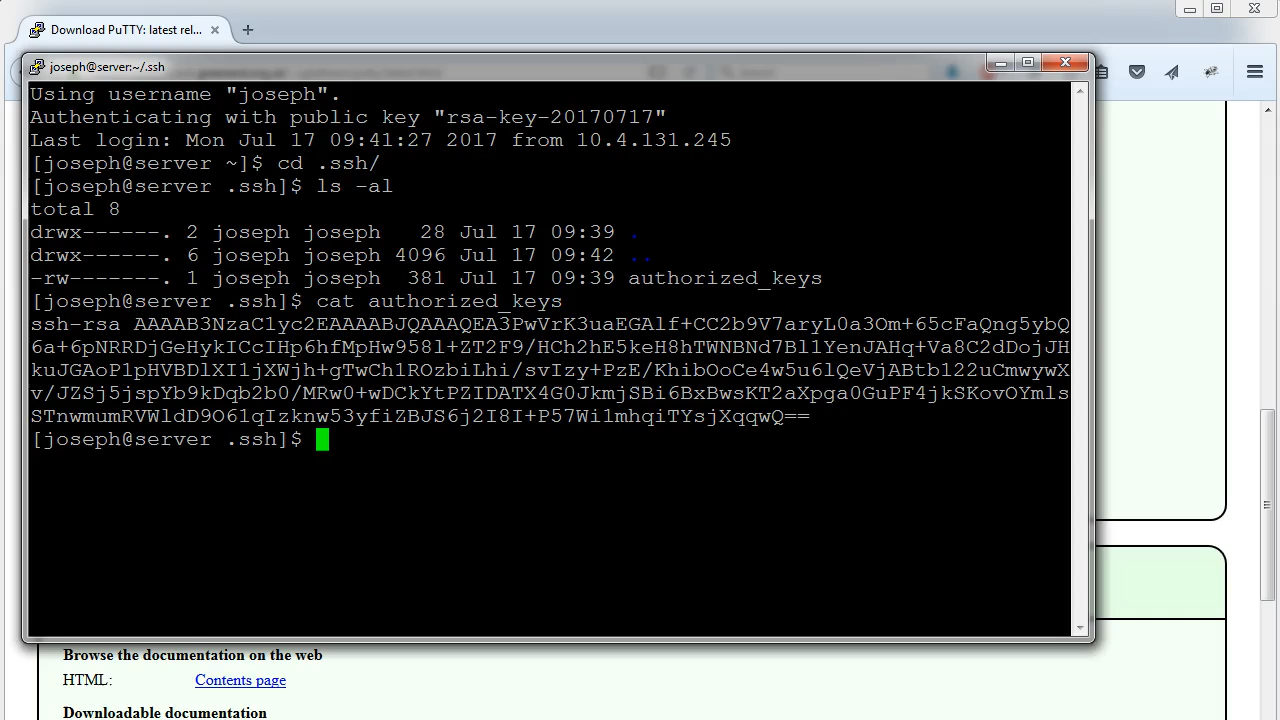 Download PuTTY: latest rel...
joseph@server:~/.ssh
Using username "joseph".
Authenticating with public key "rsa-key-20170717"
Last login: Mon Jul 17 09:41:27 2017 from 10.4.131.245
[joseph@server ~]$ cd .ssh/
[joseph@server .ssh]$ ls -al
total 8
drwx------. 2 joseph joseph   28 Jul 17 09:39 .
drwx------. 6 joseph joseph 4096 Jul 17 09:42 ..
-rw-------. 1 joseph joseph  381 Jul 17 09:39 authorized_keys
[joseph@server .ssh]$ cat authorized_keys
ssh-rsa AAAAB3NzaC1yc2EAAAABJQAAAQEA3PwVrK3uaEGAlf+CC2b9V7aryL0a3Om+65cFaQng5ybQ
6a+6pNRRDjGeHykICcIHp6hfMpHw958l+ZT2F9/HCh2hE5keH8hTWNBNd7Bl1YenJAHq+Va8C2dDojJH
kuJGAoP1pHVBDlXI1jXWjh+gTwCh1ROzbiLhi/svIzy+PzE/KhibOoCe4w5u6lQeVjABtb122uCmwywX
v/JZSj5jspYb9kDqb2b0/MRw0+wDCkYtPZIDATX4G0JkmjSBi6BxBwsKT2aXpga0GuPF4jkSKovOYmls
STnwmumRVWldD9O61qIzknw53yfiZBJS6j2I8I+P57Wi1mhqiTYsjXqqwQ==
[joseph@server .ssh]$
Browse the documentation on the web
HTML: Contents page
Downloadable documentation